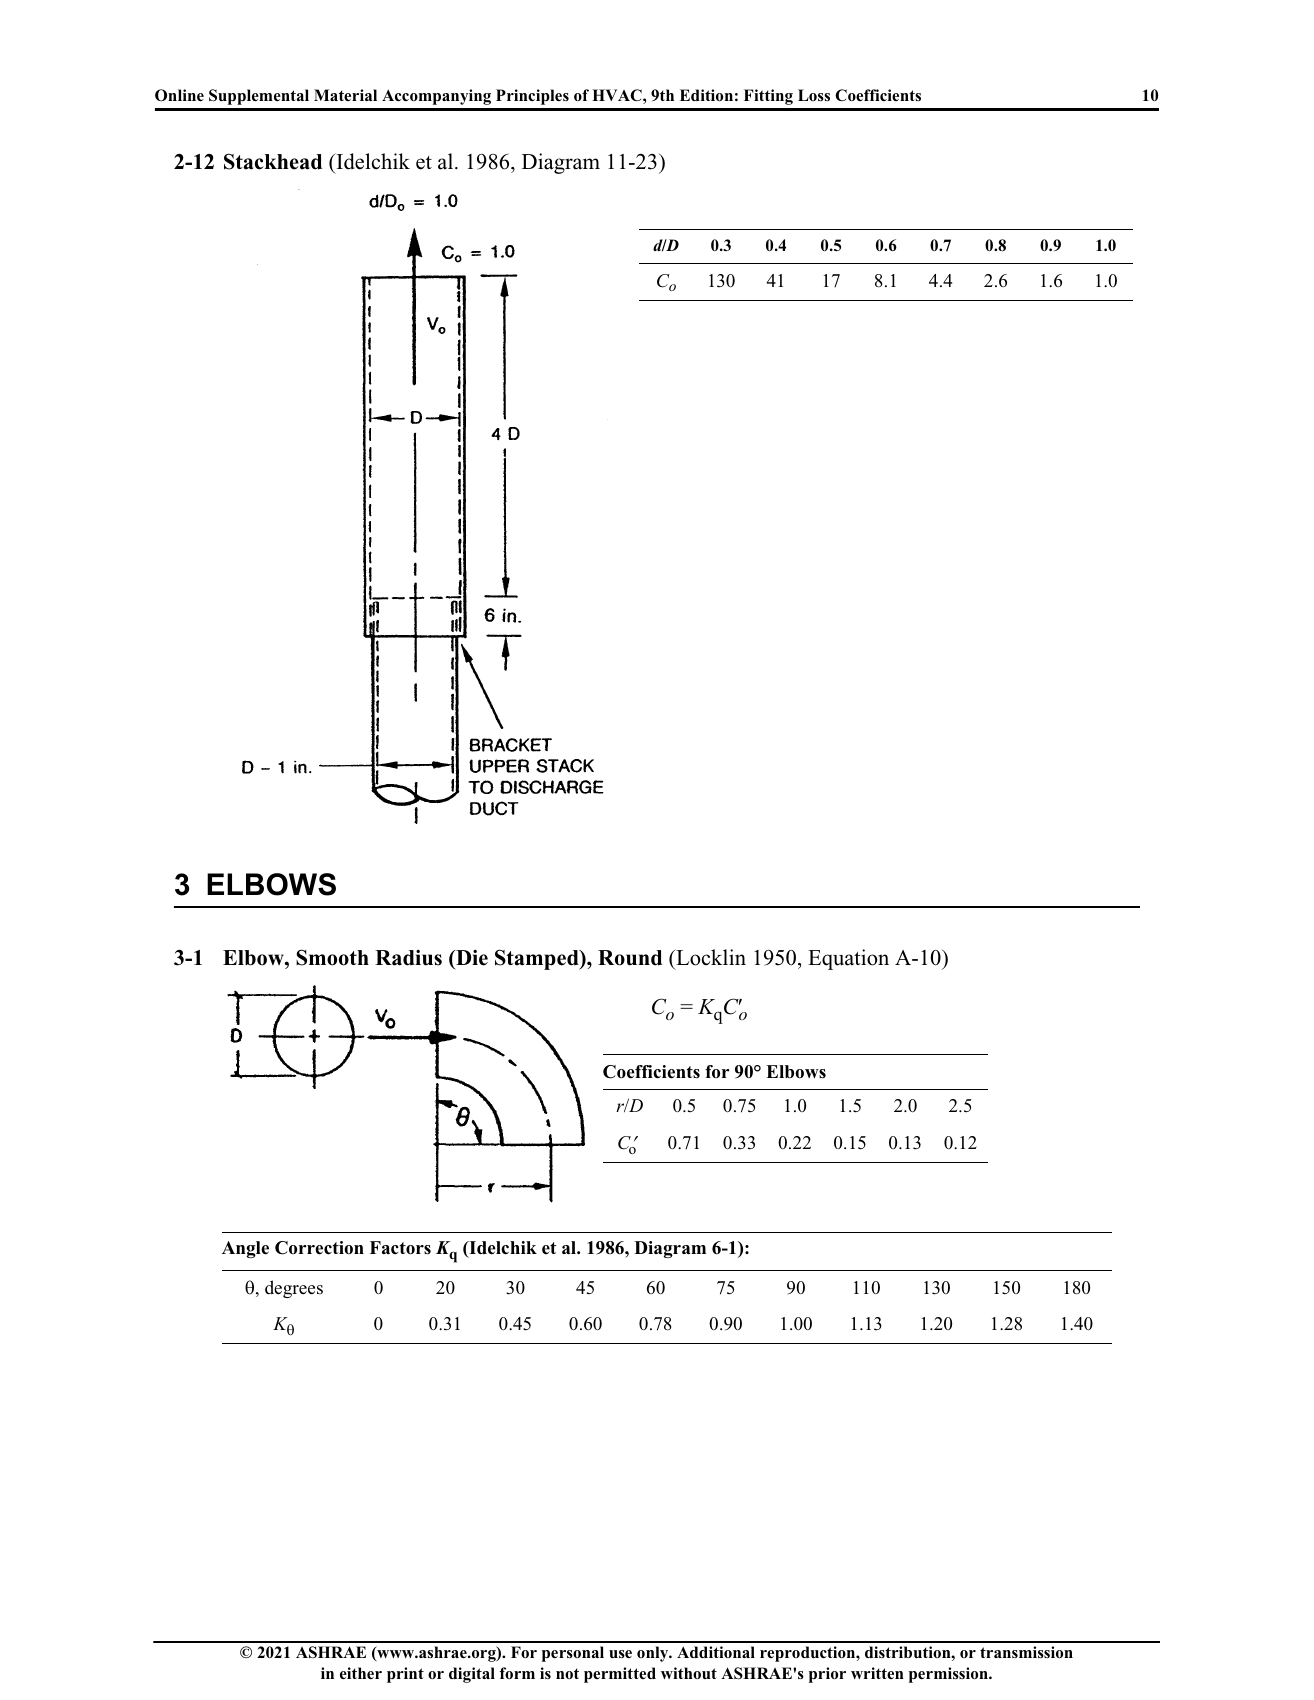 Online Supplemental Material Accompanying Principles of HVAC, 9th Edition: Fitting Loss Coefficients 10
2-12 Stackhead (Idelchik et al. 1986, Diagram 11-23)
d/Dₒ = 1.0
Cₒ = 1.0
Vₒ
D
4 D
6 in.
BRACKET
UPPER STACK
TO DISCHARGE
DUCT
D – 1 in.
d/D 0.3 0.4 0.5 0.6 0.7 0.8 0.9 1.0
Cₒ 130 41 17 8.1 4.4 2.6 1.6 1.0
3 ELBOWS
3-1 Elbow, Smooth Radius (Die Stamped), Round (Locklin 1950, Equation A-10)
D
Vₒ
θ
r
Cₒ = KqC′ₒ
Coefficients for 90° Elbows
r/D 0.5 0.75 1.0 1.5 2.0 2.5
C′ₒ 0.71 0.33 0.22 0.15 0.13 0.12
Angle Correction Factors Kq (Idelchik et al. 1986, Diagram 6-1):
θ, degrees 0 20 30 45 60 75 90 110 130 150 180
Kθ 0 0.31 0.45 0.60 0.78 0.90 1.00 1.13 1.20 1.28 1.40
© 2021 ASHRAE (www.ashrae.org). For personal use only. Additional reproduction, distribution, or transmission
in either print or digital form is not permitted without ASHRAE's prior written permission.